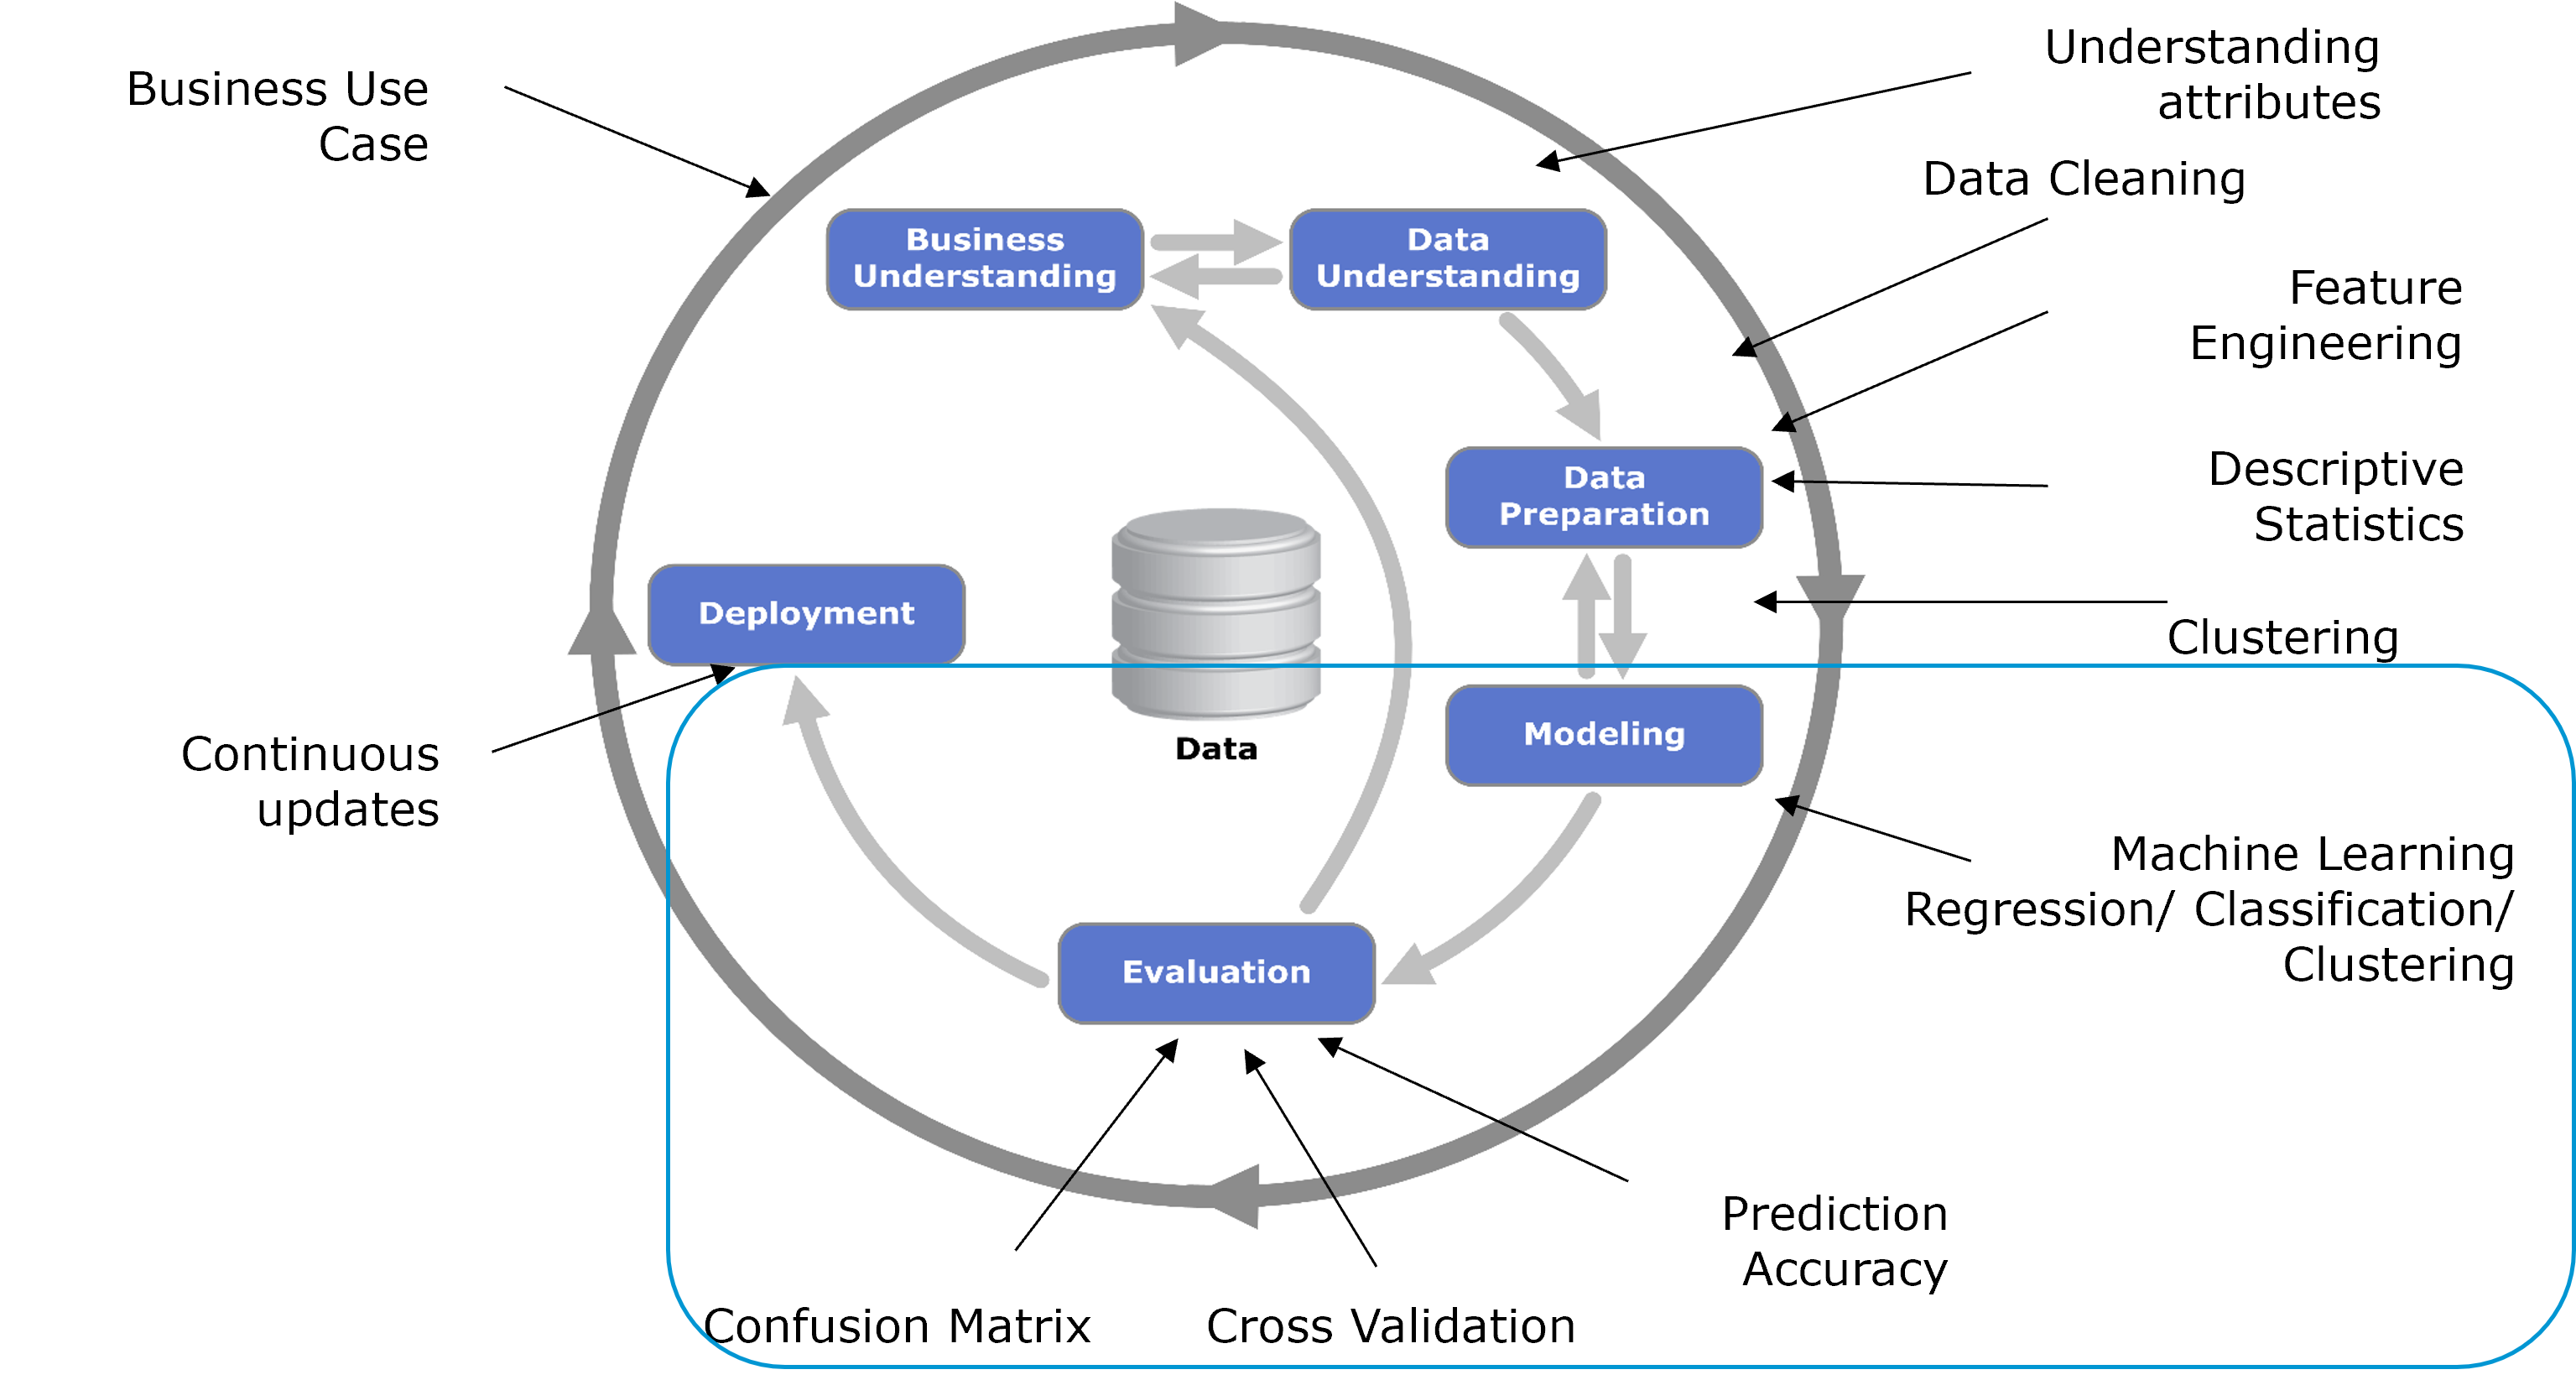 Business Use
Case
Understanding
attributes
Data Cleaning
Feature
Engineering
Descriptive
Statistics
Clustering
Business
Understanding
Data
Understanding
Data
Preparation
Deployment
Data
Modeling
Continuous
updates
Machine Learning
Regression/ Classification/
Clustering
Evaluation
Prediction
Accuracy
Confusion Matrix
Cross Validation